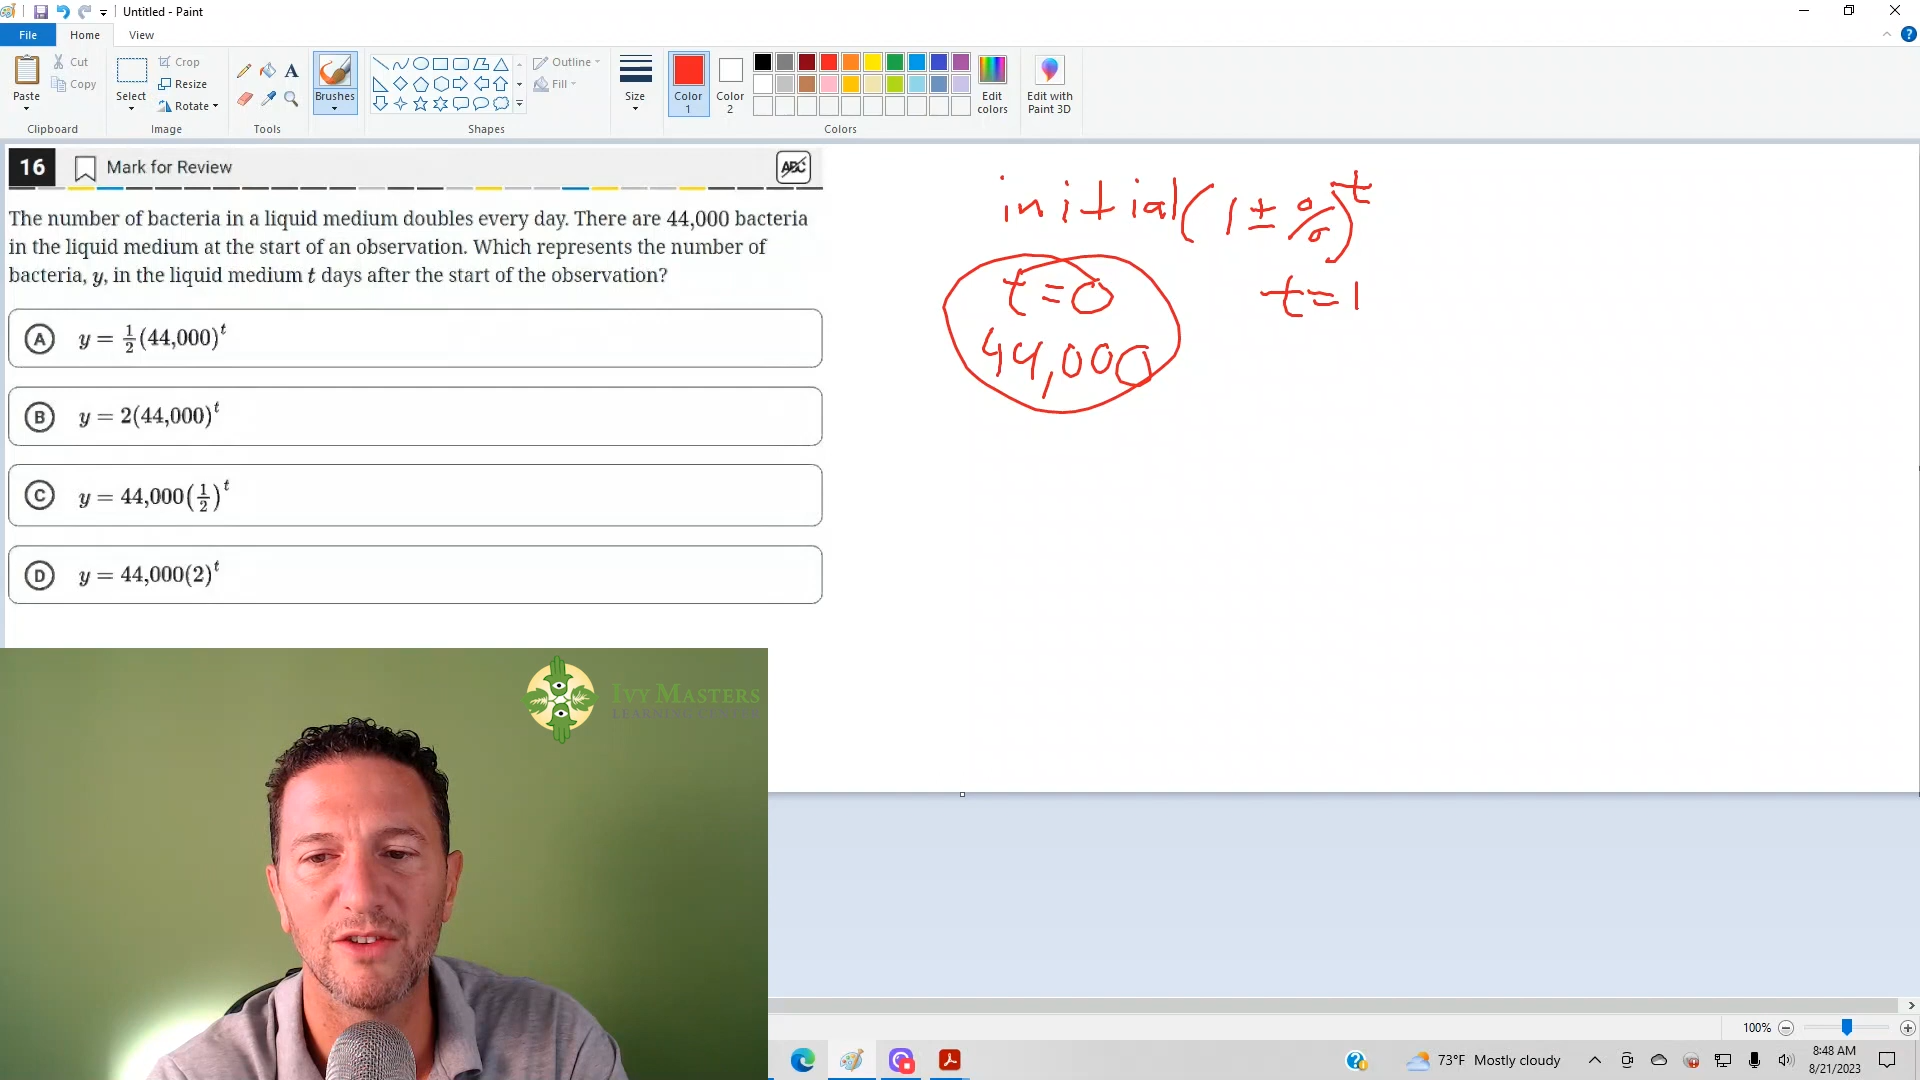 Untitled - Paint
File Home View
Paste
Cut
Copy
Clipboard
Select
Crop
Resize
Rotate
Image
A
Tools
Brushes
Shapes
Outline
Fill
Size
Color 1
Color 2
Edit colors
Edit with Paint 3D
Colors
16 Mark for Review ABC
The number of bacteria in a liquid medium doubles every day. There are 44,000 bacteria
in the liquid medium at the start of an observation. Which represents the number of
bacteria, y, in the liquid medium t days after the start of the observation?
A y = 1/2 (44,000)^t
B y = 2(44,000)^t
C y = 44,000(1/2)^t
D y = 44,000(2)^t
initial(1 ± %)^t
t = 0 t = 1
44,000
IVY MASTERS
LEARNING CENTER
100%
73°F Mostly cloudy
8:48 AM
8/21/2023